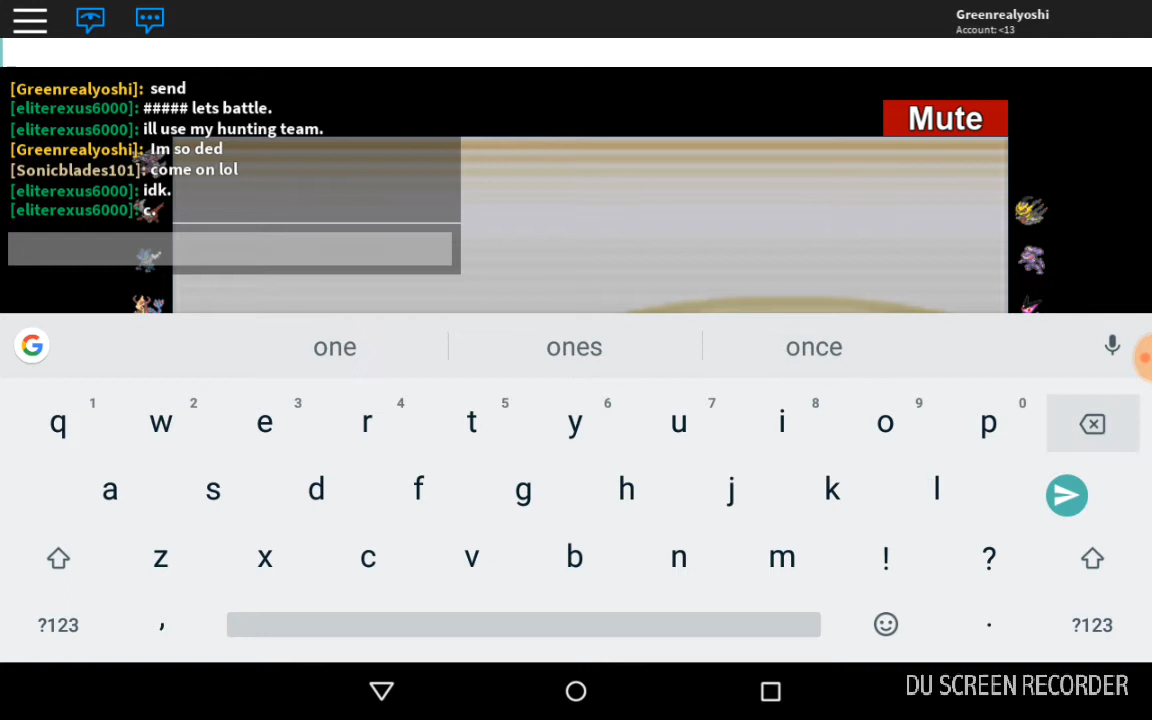 Greenrealyoshi
Account: <13
[Greenrealyoshi]: send
[eliterexus6000]: ##### lets battle.
[eliterexus6000]: ill use my hunting team.
[Greenrealyoshi]: Im so ded
[Sonicblades101]: come on lol
[eliterexus6000]: idk.
[eliterexus6000]: c.
Mute
G one ones once
1 2 3 4 5 6 7 8 9 0
q w e r t y u i o p
a s d f g h j k l
z x c v b n m ! ?
?123 , . ?123
DU SCREEN RECORDER